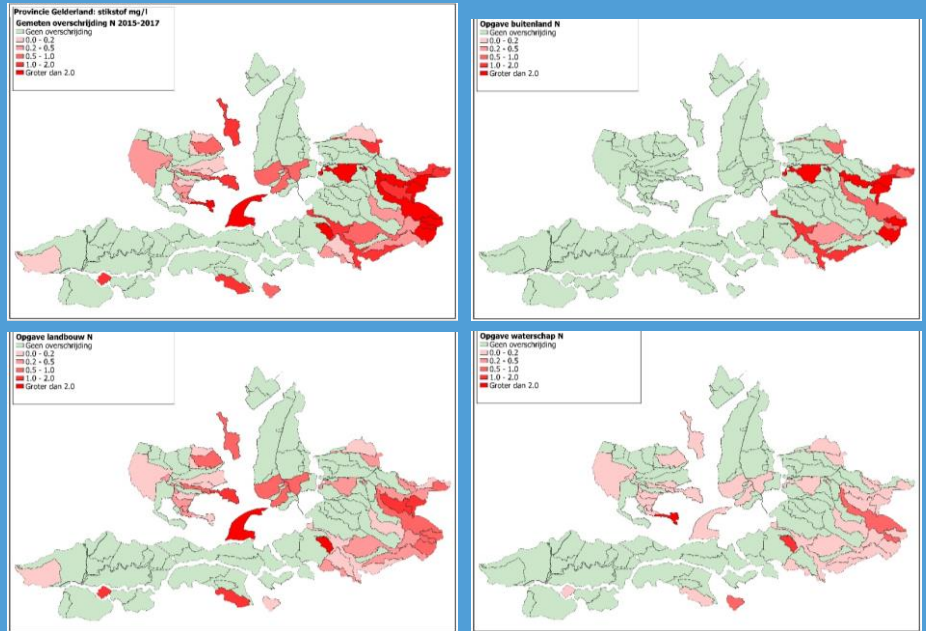 Provincie Gelderland: stikstof mg/l
Gemeten overschrijding N 2015-2017
Geen overschrijding
0.0 - 0.2
0.2 - 0.5
0.5 - 1.0
1.0 - 2.0
Groter dan 2.0
Opgave buitenland N
Geen overschrijding
0.0 - 0.2
0.2 - 0.5
0.5 - 1.0
1.0 - 2.0
Groter dan 2.0
Opgave landbouw N
Geen overschrijding
0.0 - 0.2
0.2 - 0.5
0.5 - 1.0
1.0 - 2.0
Groter dan 2.0
Opgave waterschap N
Geen overschrijding
0.0 - 0.2
0.2 - 0.5
0.5 - 1.0
1.0 - 2.0
Groter dan 2.0